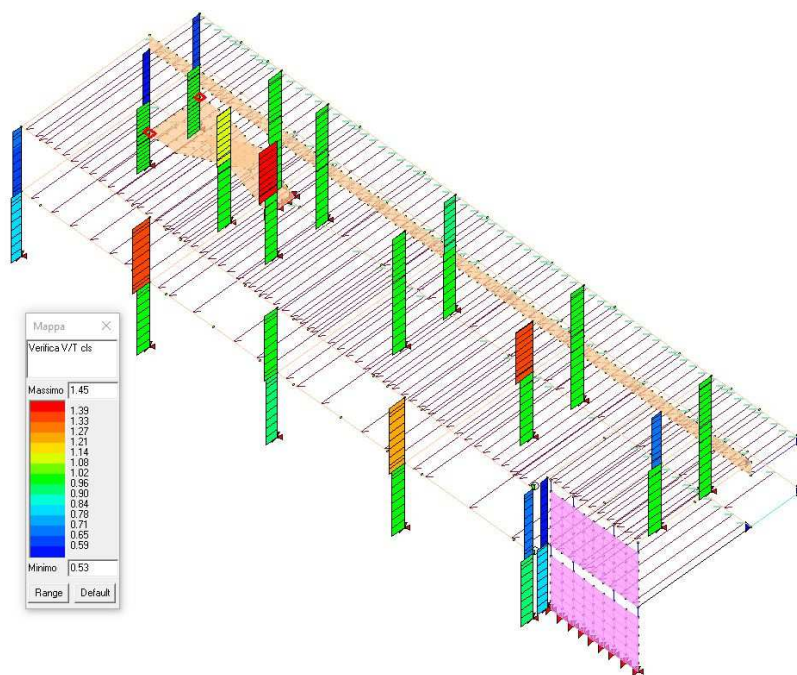 Mappa
Verifica V/T cls
Massimo 1.45
1.39
1.33
1.27
1.21
1.14
1.08
1.02
0.96
0.90
0.84
0.78
0.71
0.65
0.59
Minimo 0.53
Range Default